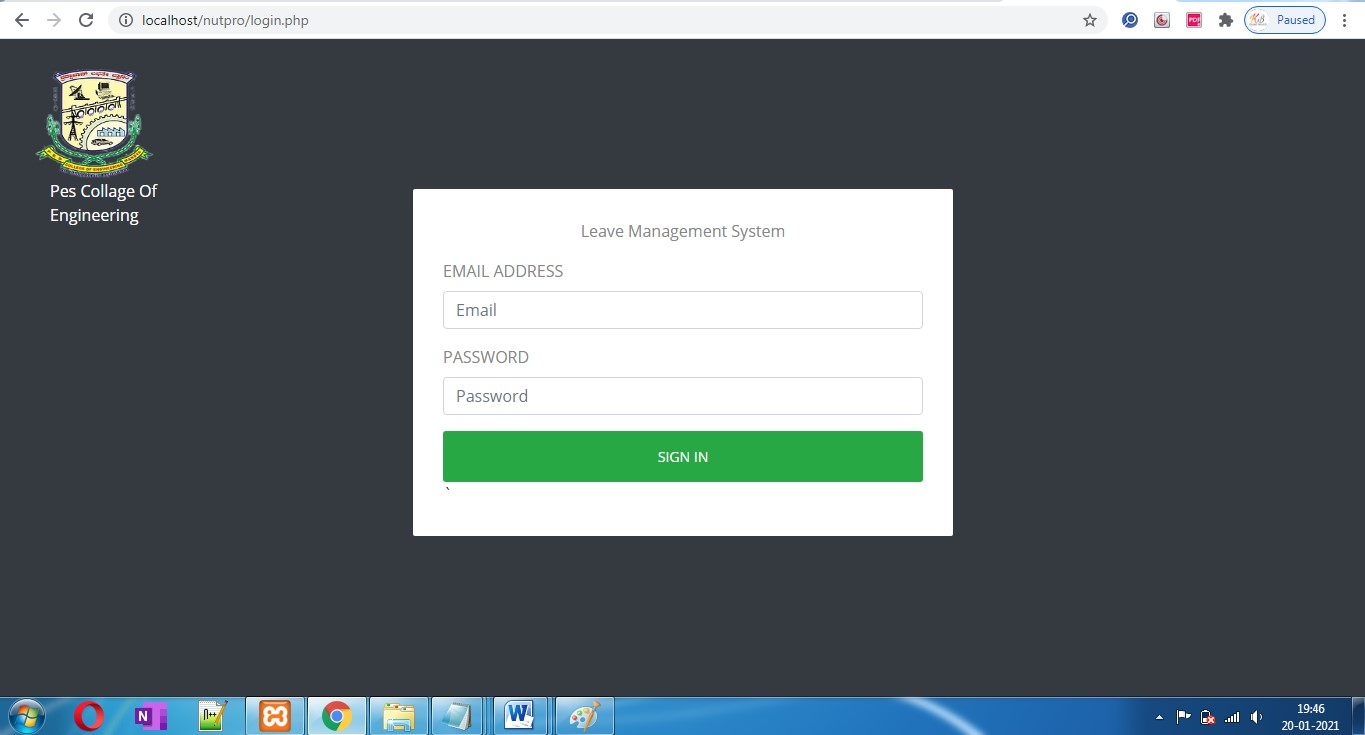 localhost/nutpro/login.php
PDF
Paused
Pes Collage Of
Engineering
Leave Management System
EMAIL ADDRESS
Email
PASSWORD
Password
SIGN IN
`
19:46
20-01-2021